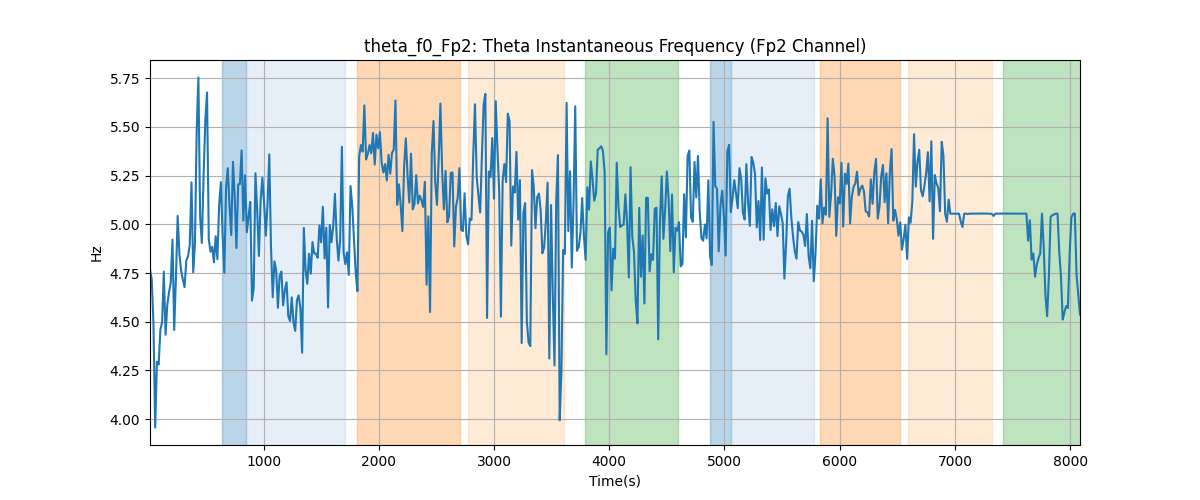 theta_f0_Fp2: Theta Instantaneous Frequency (Fp2 Channel)
5.75
5.50
5.25
5.00
4.75
4.50
4.25
4.00
Hz
1000 2000 3000 4000 5000 6000 7000 8000
Time(s)